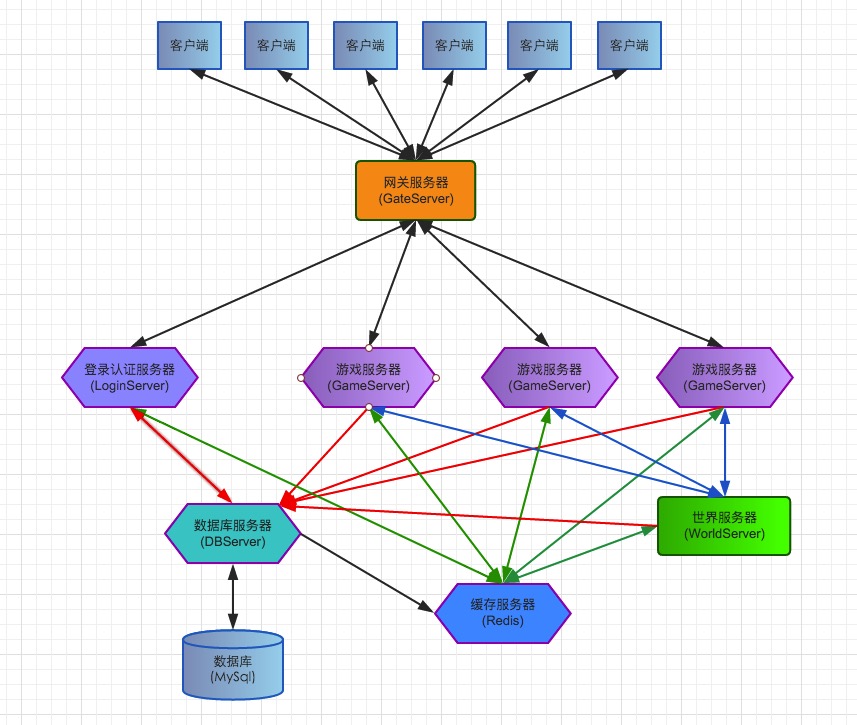 客户端
客户端
客户端
客户端
客户端
客户端
网关服务器
(GateServer)
登录认证服务器
(LoginServer)
游戏服务器
(GameServer)
游戏服务器
(GameServer)
游戏服务器
(GameServer)
数据库服务器
(DBServer)
世界服务器
(WorldServer)
缓存服务器
(Redis)
数据库
(MySql)